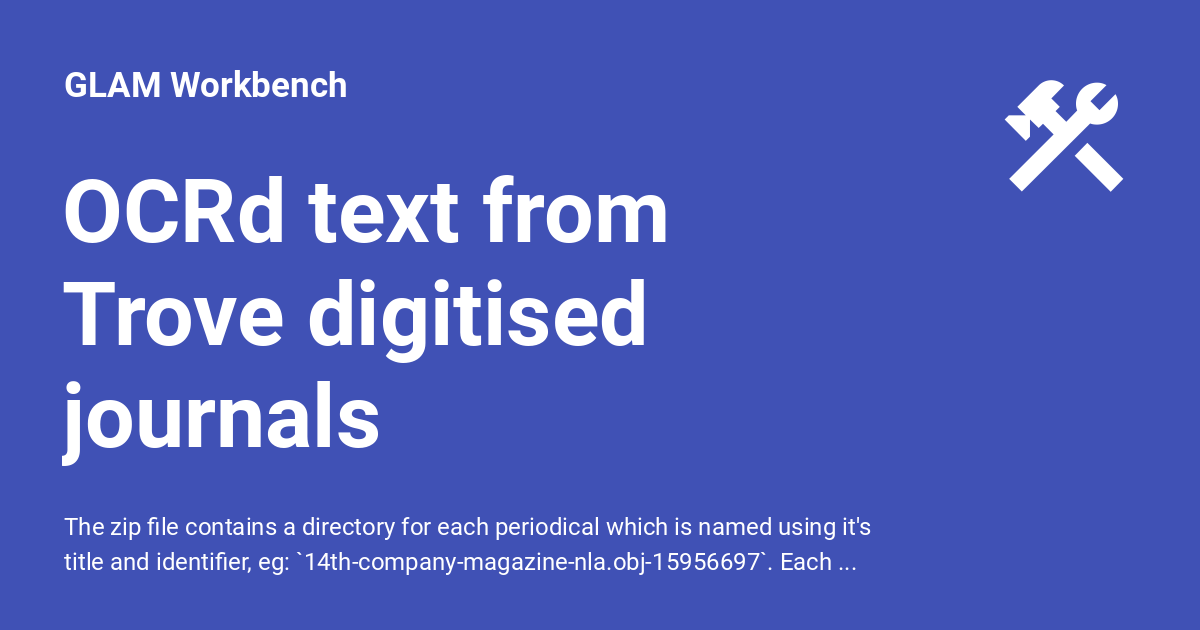 GLAM Workbench
OCRd text from
Trove digitised
journals
The zip file contains a directory for each periodical which is named using it's
title and identifier, eg: `14th-company-magazine-nla.obj-15956697`. Each ...